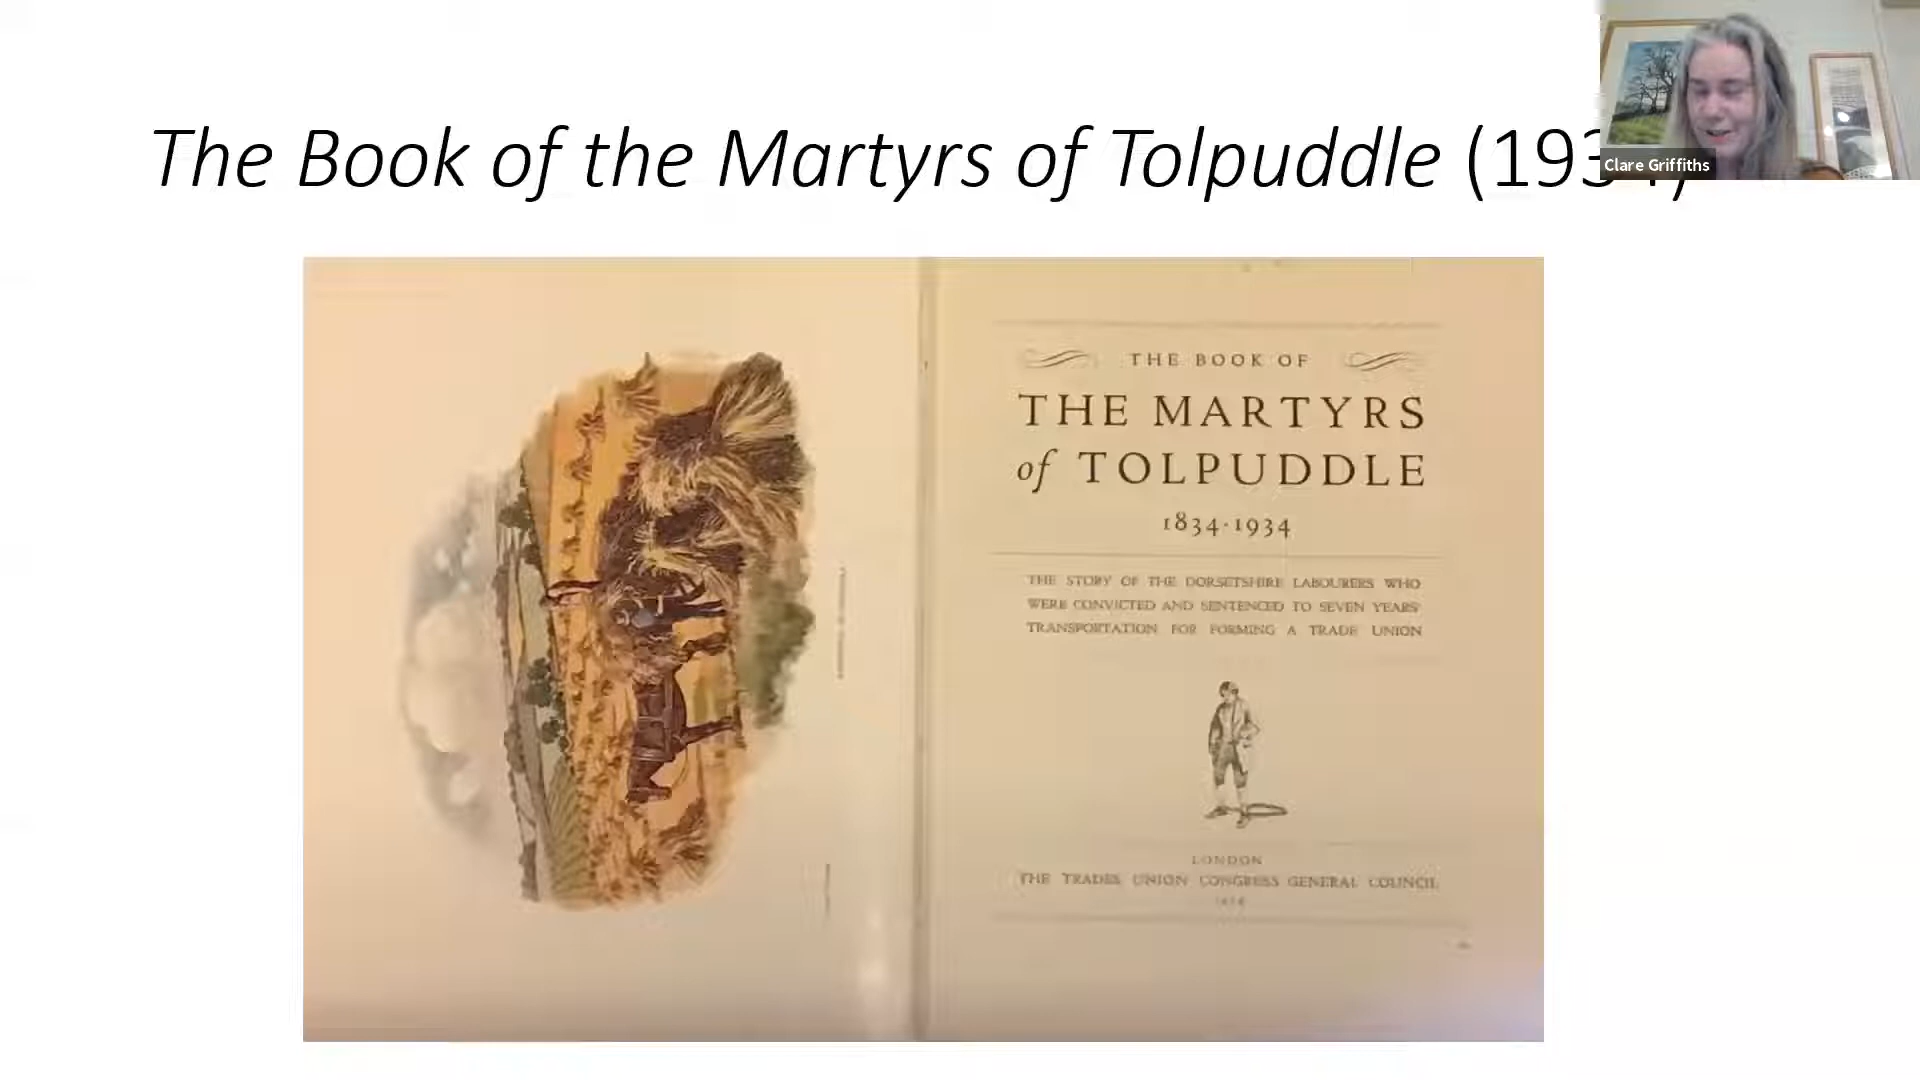 The Book of the Martyrs of Tolpuddle (193
Clare Griffiths
THE BOOK OF
THE MARTYRS
of TOLPUDDLE
1834·1934
THE STORY OF THE DORSETSHIRE LABOURERS WHO
WERE CONVICTED AND SENTENCED TO SEVEN YEARS'
TRANSPORTATION FOR FORMING A TRADE UNION
LONDON
THE TRADES UNION CONGRESS GENERAL COUNCIL